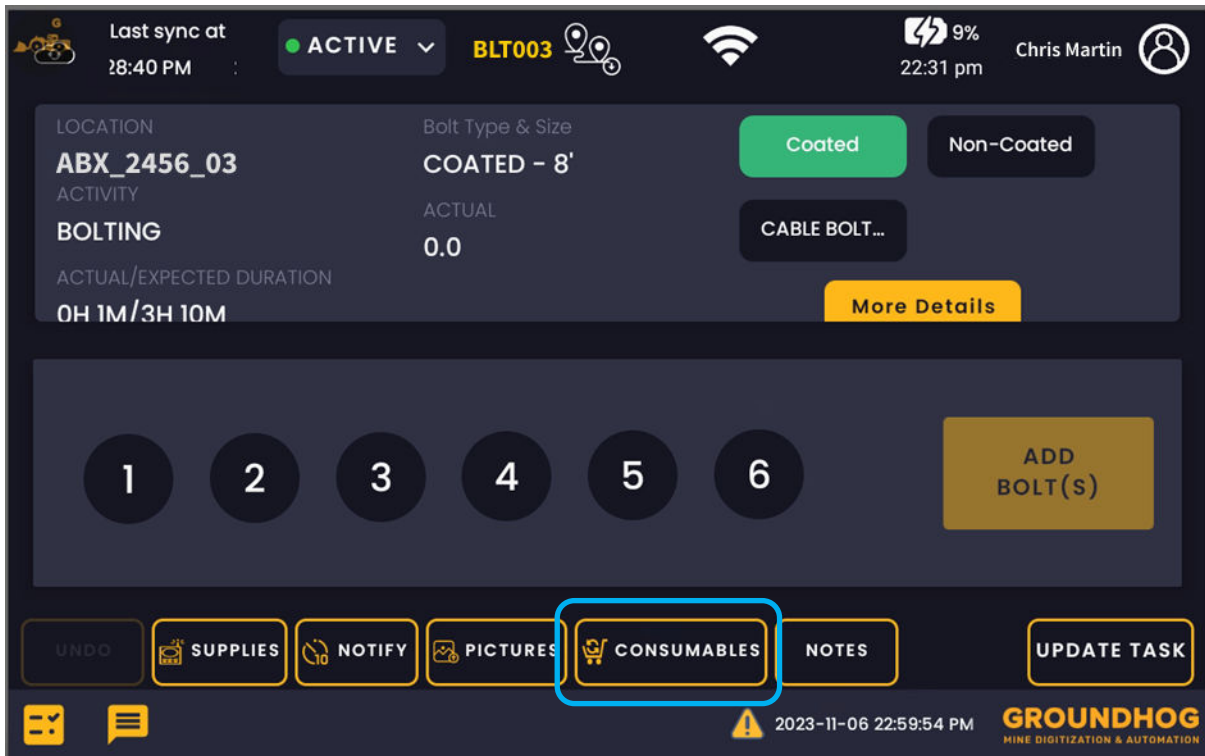 G
Last sync at
28:40 PM :
ACTIVE
BLT003
9%
22:31 pm
Chris Martin
LOCATION
ABX_2456_03
ACTIVITY
BOLTING
ACTUAL/EXPECTED DURATION
0H 1M/3H 10M
Bolt Type & Size
COATED - 8'
ACTUAL
0.0
Coated
Non-Coated
CABLE BOLT...
More Details
1 2 3 4 5 6
ADD
BOLT(S)
UNDO
SUPPLIES
10
NOTIFY
PICTURES
CONSUMABLES
NOTES
UPDATE TASK
2023-11-06 22:59:54 PM
GROUNDHOG
MINE DIGITIZATION & AUTOMATION